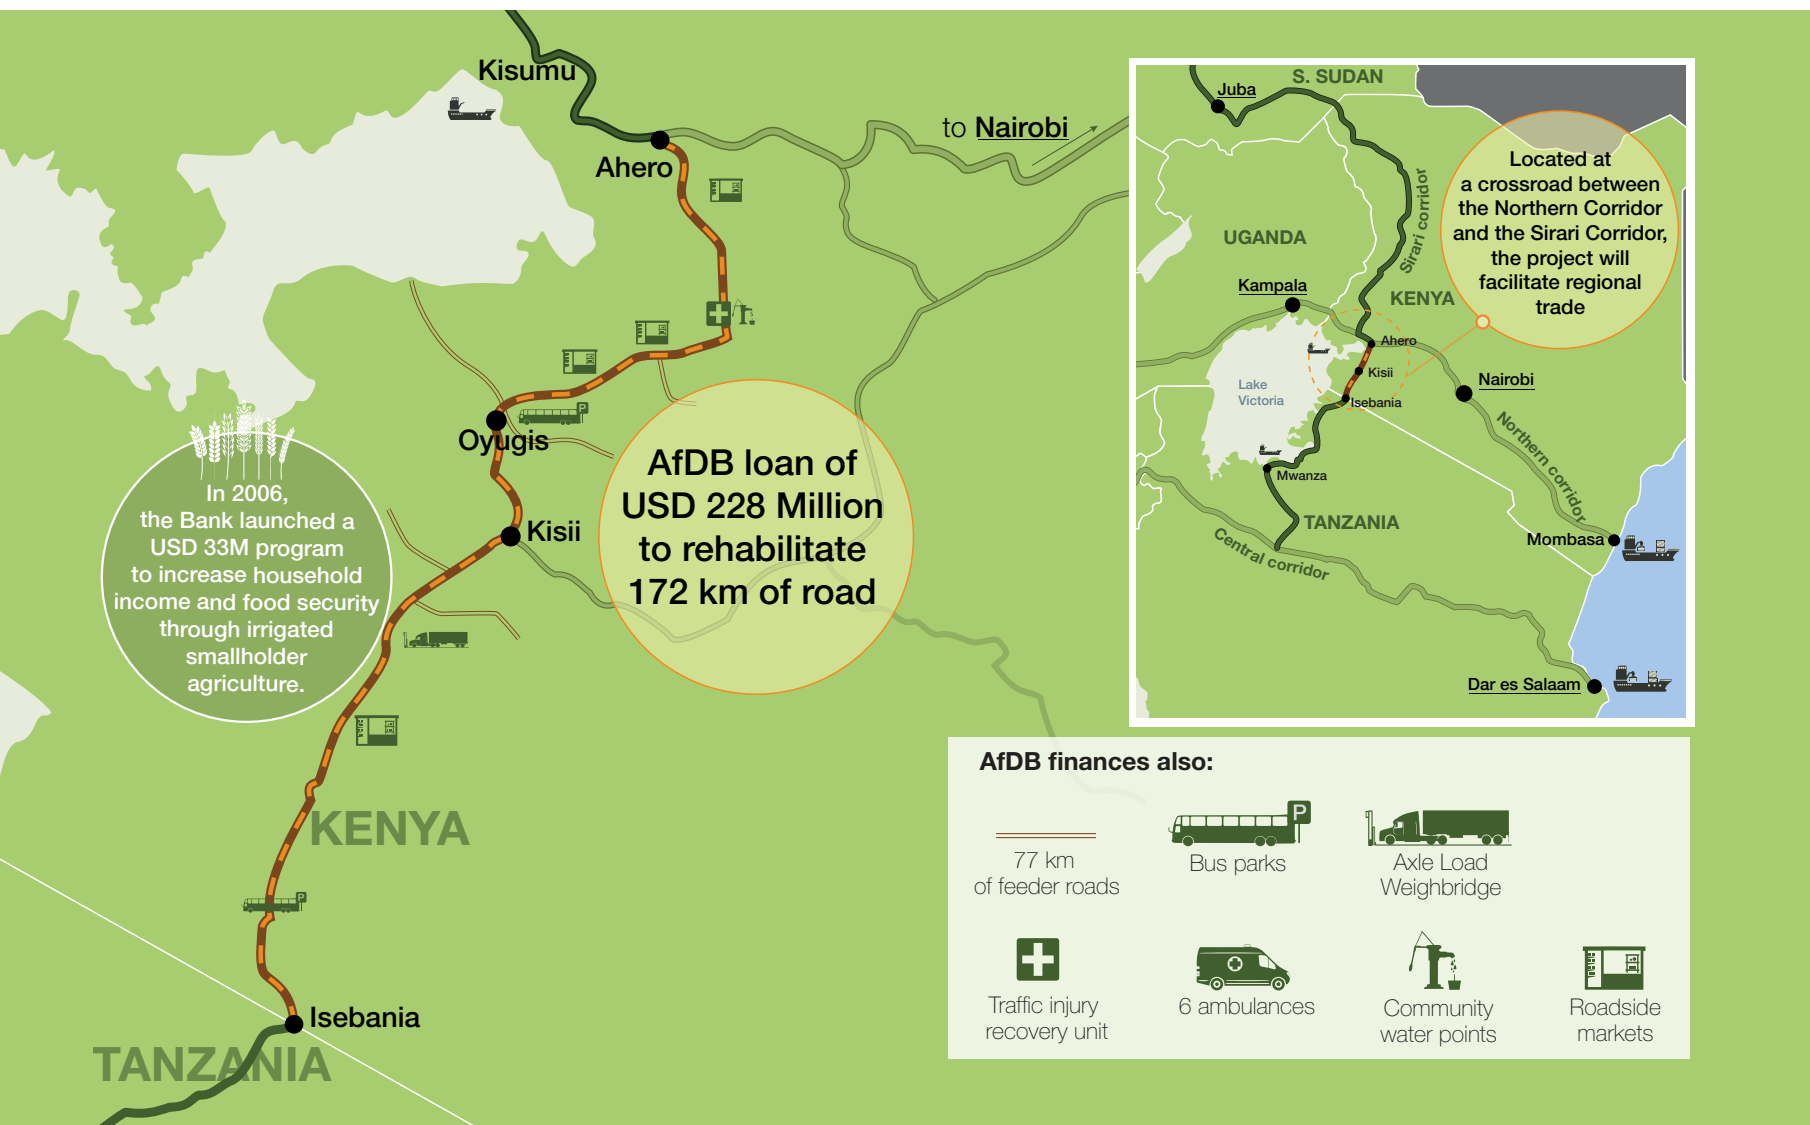 Kisumu
to Nairobi
Ahero
Oyugis
Kisii
In 2006,
the Bank launched a
USD 33M program
to increase household
income and food security
through irrigated
smallholder
agriculture.
AfDB loan of
USD 228 Million
to rehabilitate
172 km of road
KENYA
Isebania
TANZANIA
S. SUDAN
Juba
Located at
a crossroad between
the Northern Corridor
and the Sirari Corridor,
the project will
facilitate regional
trade
Sirari corridor
UGANDA
Kampala
KENYA
Ahero
Kisii
Nairobi
Lake
Victoria
Isebania
Northern corridor
Mwanza
TANZANIA
Mombasa
Central corridor
Dar es Salaam
AfDB finances also:
P
77 km
of feeder roads
Bus parks
Axle Load
Weighbridge
Traffic injury
recovery unit
6 ambulances
Community
water points
Roadside
markets